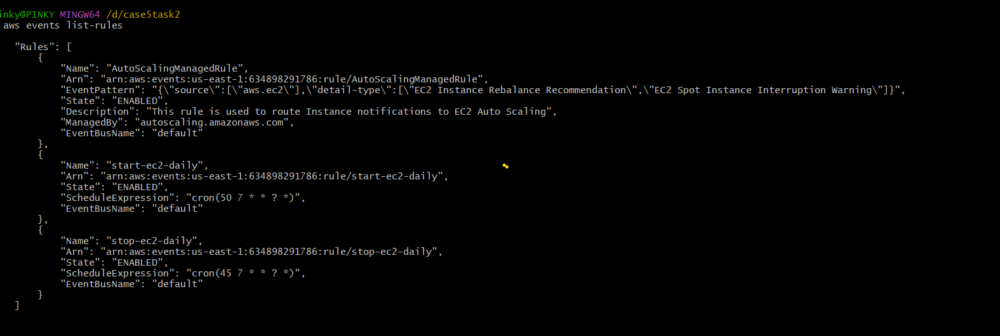 inky@PINKY MINGW64 /d/case5task2
aws events list-rules
"Rules": [
{
"Name": "AutoScalingManagedRule",
"Arn": "arn:aws:events:us-east-1:634898291786:rule/AutoScalingManagedRule",
"EventPattern": "{\"source\":[\"aws.ec2\"],\"detail-type\":[\"EC2 Instance Rebalance Recommendation\",\"EC2 Spot Instance Interruption Warning\"]}",
"State": "ENABLED",
"Description": "This rule is used to route Instance notifications to EC2 Auto Scaling",
"ManagedBy": "autoscaling.amazonaws.com",
"EventBusName": "default"
},
{
"Name": "start-ec2-daily",
"Arn": "arn:aws:events:us-east-1:634898291786:rule/start-ec2-daily",
"State": "ENABLED",
"ScheduleExpression": "cron(50 7 * * ? *)",
"EventBusName": "default"
},
{
"Name": "stop-ec2-daily",
"Arn": "arn:aws:events:us-east-1:634898291786:rule/stop-ec2-daily",
"State": "ENABLED",
"ScheduleExpression": "cron(45 7 * * ? *)",
"EventBusName": "default"
}
]